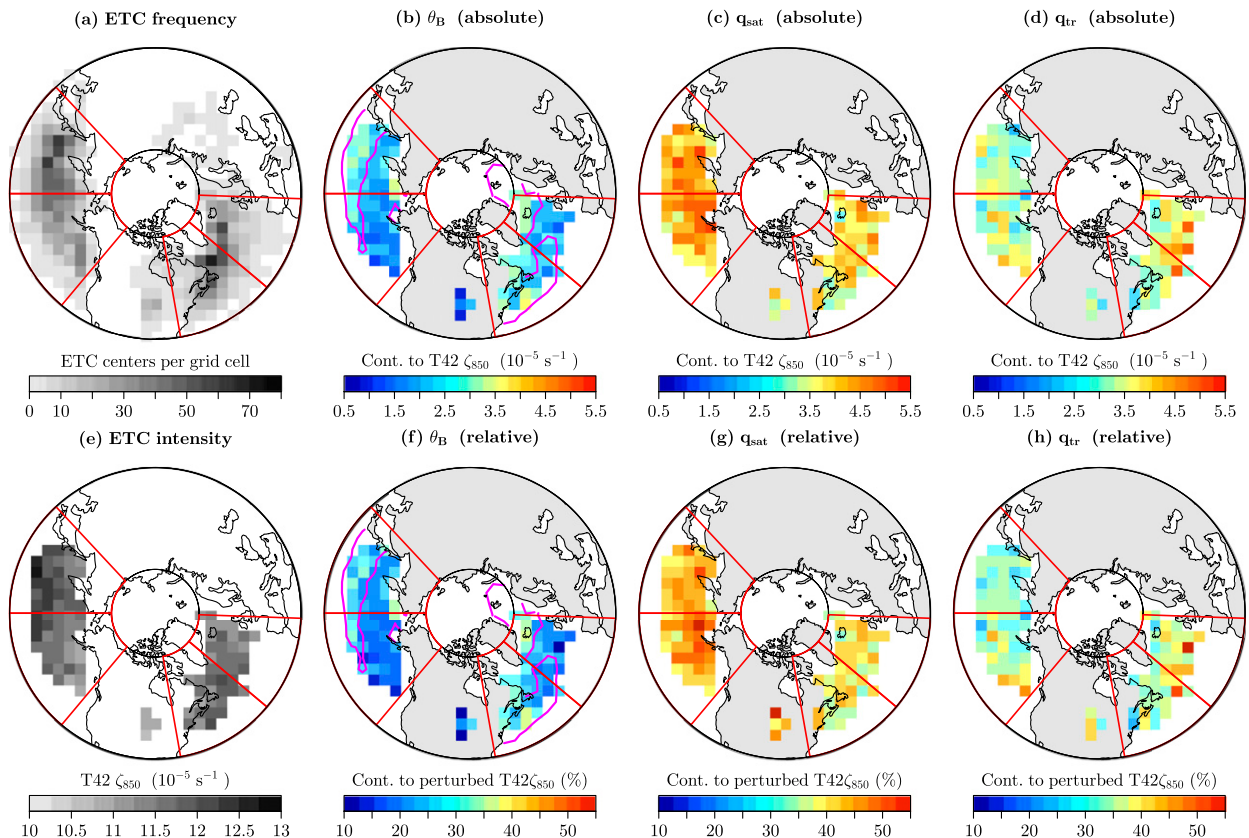 (a) ETC frequency
(b) θB (absolute)
(c) qsat (absolute)
(d) qtr (absolute)
ETC centers per grid cell
Cont. to T42 ζ850 (10−5 s−1)
Cont. to T42 ζ850 (10−5 s−1)
Cont. to T42 ζ850 (10−5 s−1)
0 10 30 50 70
0.5 1.5 2.5 3.5 4.5 5.5
0.5 1.5 2.5 3.5 4.5 5.5
0.5 1.5 2.5 3.5 4.5 5.5
(e) ETC intensity
(f) θB (relative)
(g) qsat (relative)
(h) qtr (relative)
T42 ζ850 (10−5 s−1)
Cont. to perturbed T42ζ850 (%)
Cont. to perturbed T42ζ850 (%)
Cont. to perturbed T42ζ850 (%)
10 10.5 11 11.5 12 12.5 13
10 20 30 40 50
10 20 30 40 50
10 20 30 40 50